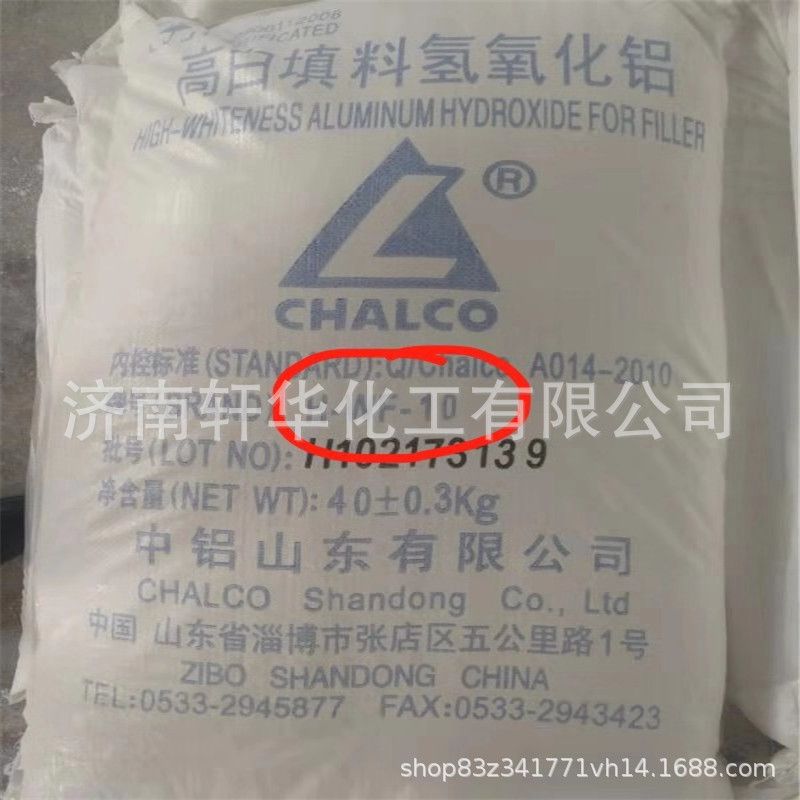 高白填料氢氧化铝
HIGH-WHITENESS ALUMINUM HYDROXIDE FOR FILLER
®
CHALCO
内控标准(STANDARD):Q/Chalco A014-2010
济南轩华化工有限公司
H-WF-10
批号(LOT NO): H102173139
净含量(NET WT): 40±0.3Kg
中铝山东有限公司
CHALCO Shandong Co., Ltd
中国 山东省淄博市张店区五公里路1号
ZIBO SHANDONG CHINA
TEL:0533-2945877 FAX:0533-2943423
shop83z341771vh14.1688.com